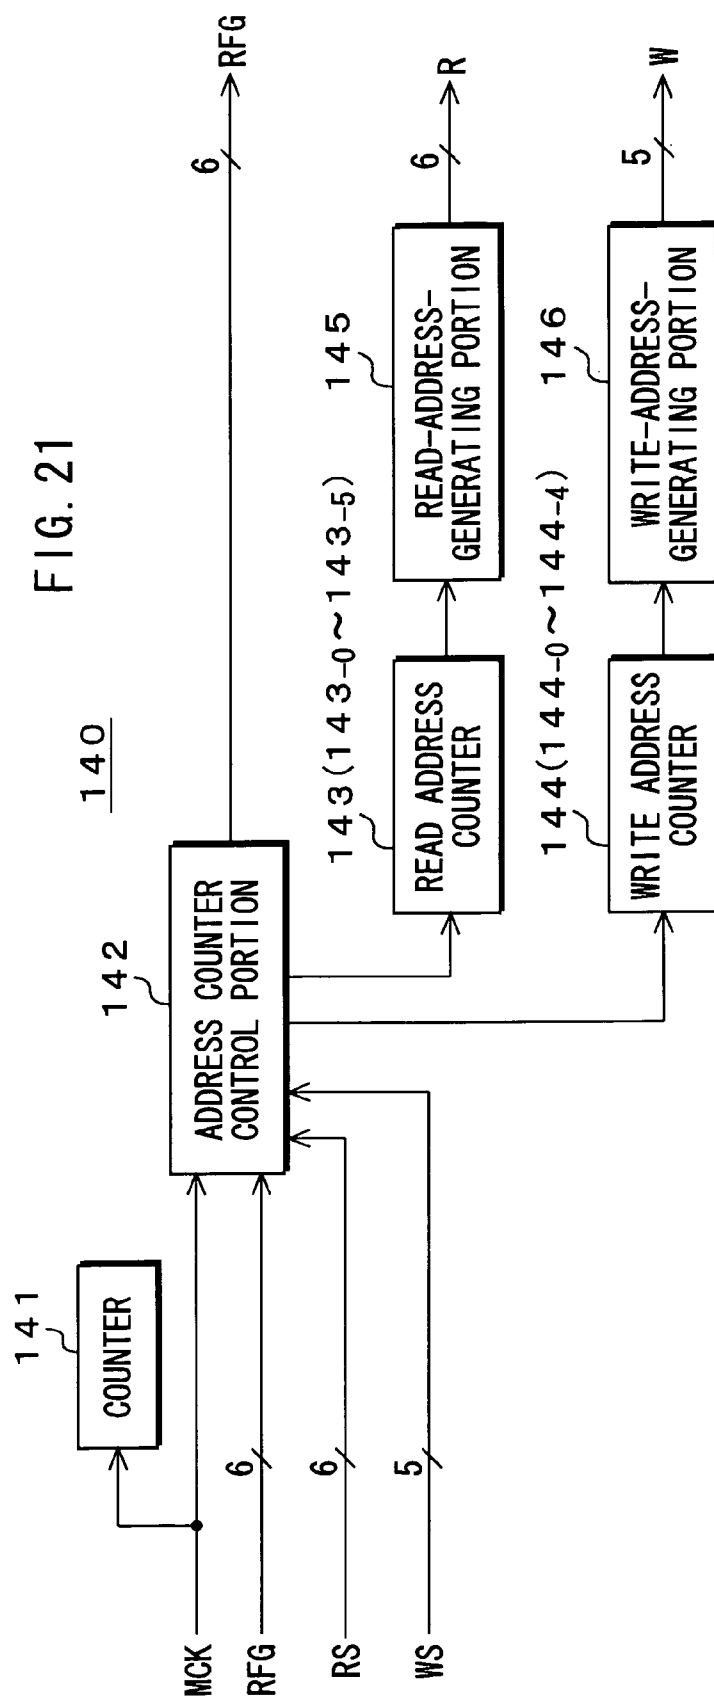 FIG. 21
140
141
COUNTER
142
ADDRESS COUNTER
CONTROL PORTION
6
RFG
MCK
RFG
6
RS
6
WS
5
143(143-0~143-5)
READ ADDRESS
COUNTER
145
READ-ADDRESS-
GENERATING PORTION
6
R
144(144-0~144-4)
WRITE ADDRESS
COUNTER
146
WRITE-ADDRESS-
GENERATING PORTION
5
W